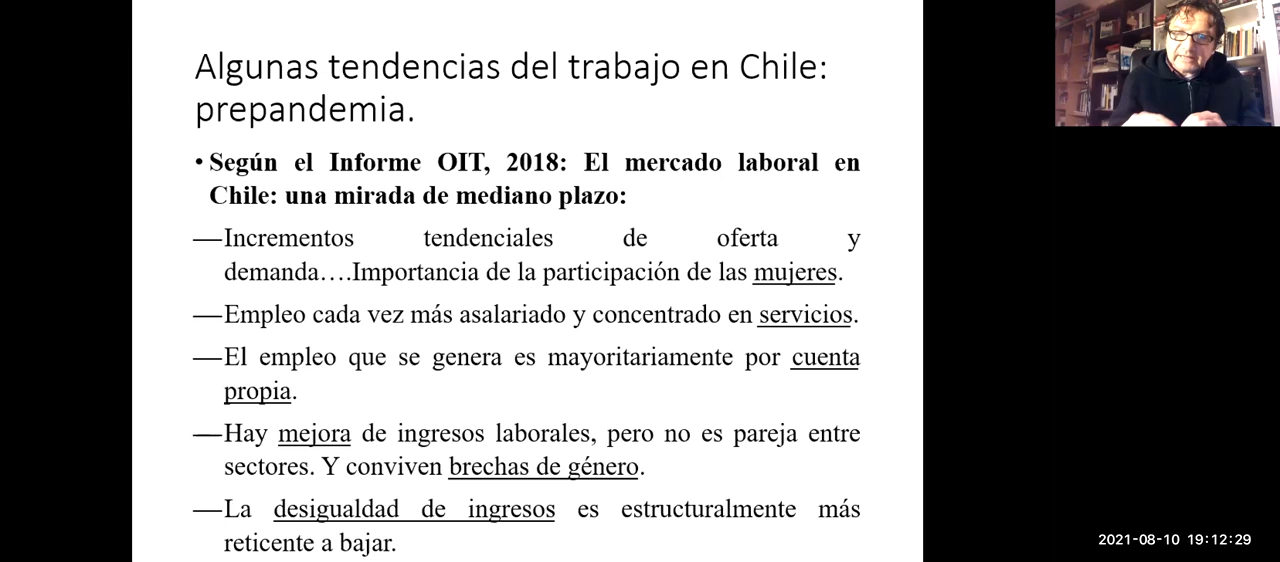 Algunas tendencias del trabajo en Chile:
prepandemia.
• Según el Informe OIT, 2018: El mercado laboral en
Chile: una mirada de mediano plazo:
—Incrementos tendenciales de oferta y
demanda….Importancia de la participación de las mujeres.
—Empleo cada vez más asalariado y concentrado en servicios.
—El empleo que se genera es mayoritariamente por cuenta
propia.
—Hay mejora de ingresos laborales, pero no es pareja entre
sectores. Y conviven brechas de género.
—La desigualdad de ingresos es estructuralmente más
reticente a bajar.
2021-08-10 19:12:29